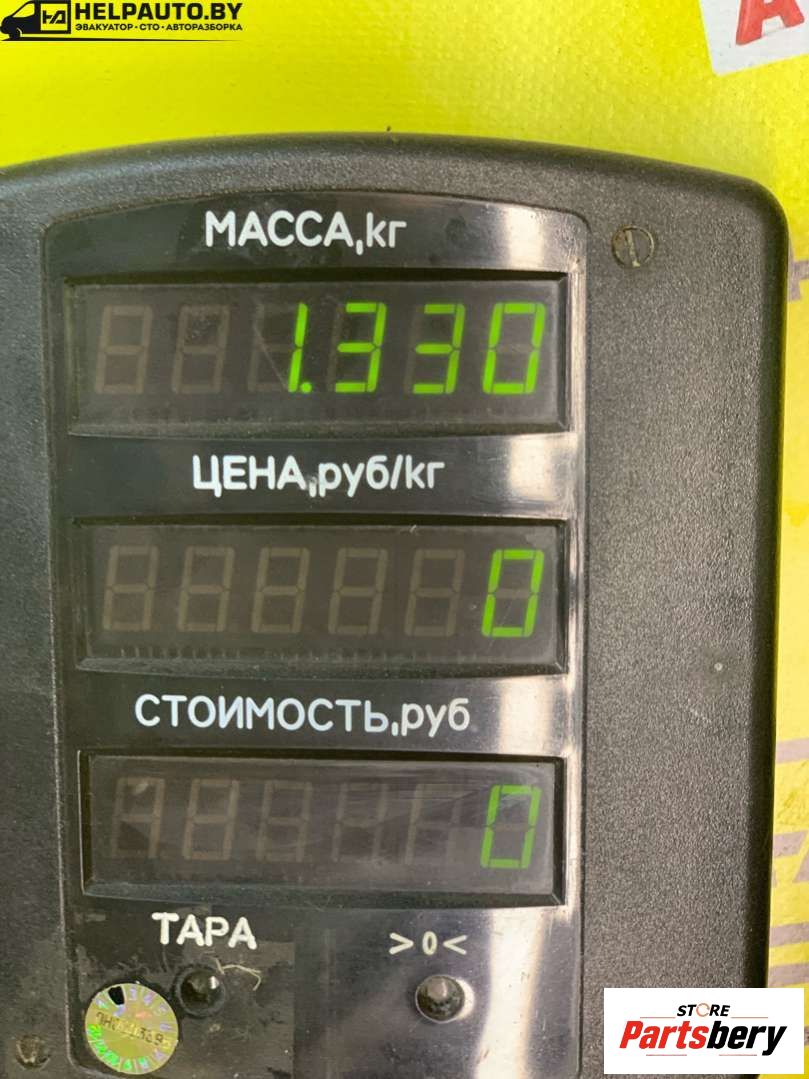 HELPAUTO.BY
ЭВАКУАТОР•СТО•АВТОРАЗБОРКА
МАССА,кг
1.330
ЦЕНА,руб/кг
0
СТОИМОСТЬ,руб
0
ТАРА
>0<
STORE
Partsbery